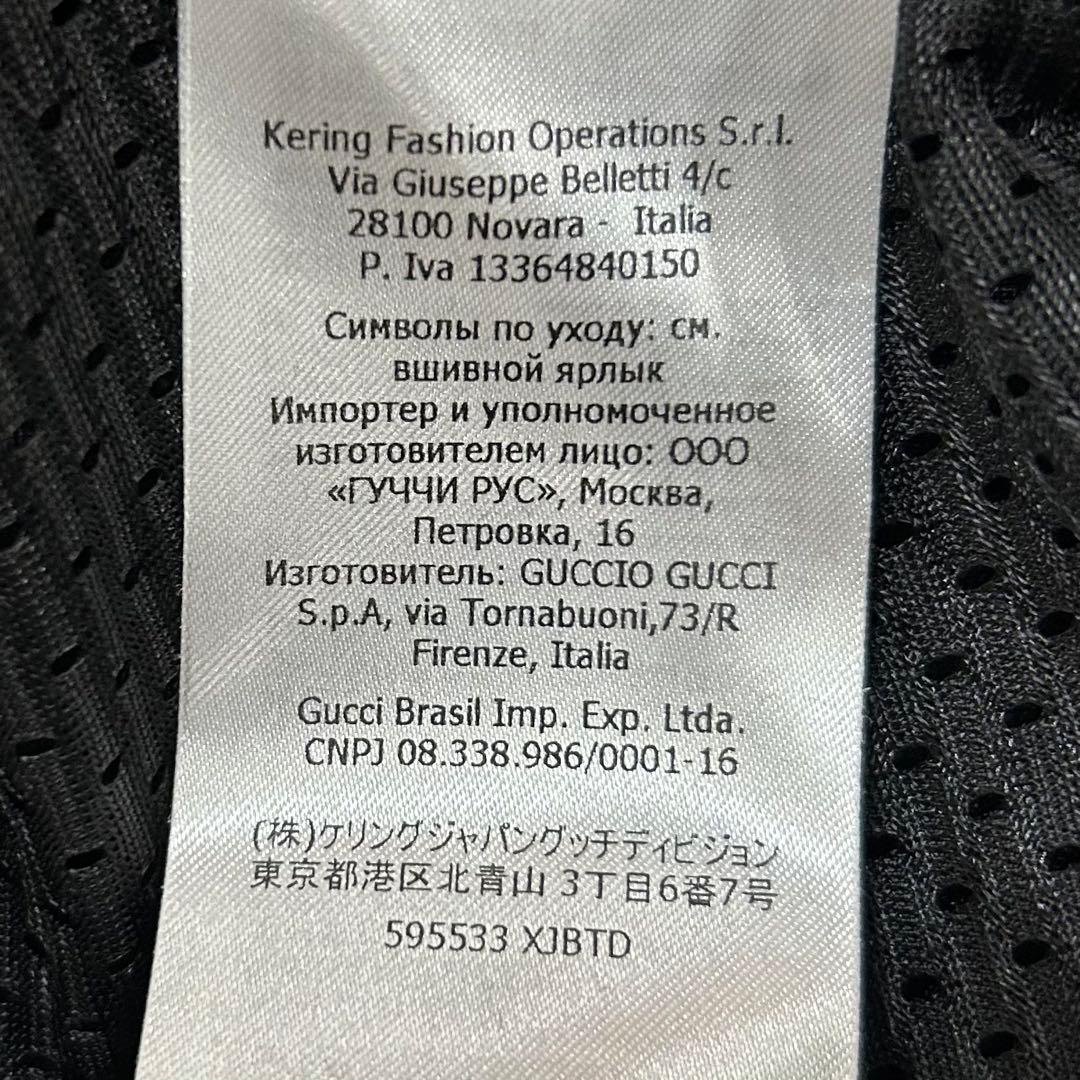 Kering Fashion Operations S.r.l.
Via Giuseppe Belletti 4/c
28100 Novara - Italia
P. Iva 13364840150
Символы по уходу: см.
вшивной ярлык
Импортер и уполномоченное
изготовителем лицо: ООО
«ГУЧЧИ РУС», Москва,
Петровка, 16
Изготовитель: GUCCIO GUCCI
S.p.A, via Tornabuoni,73/R
Firenze, Italia
Gucci Brasil Imp. Exp. Ltda.
CNPJ 08.338.986/0001-16
(株)ケリングジャパングッチディビジョン
東京都港区北青山 3丁目6番7号
595533 XJBTD